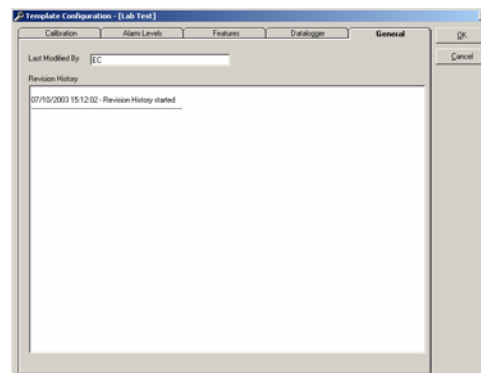 Template Configuration - [Lab Test]
Calibration Alarm Levels Features Datalogger General
OK
Cancel
Last Modified By EC
Revision History
07/10/2003 15:12:02 - Revision History started